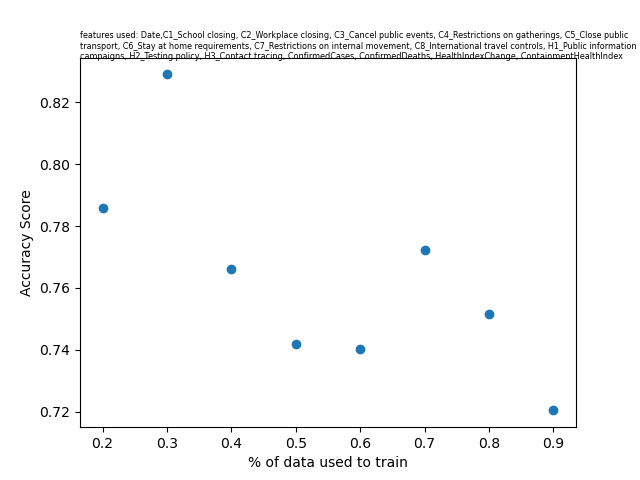 features used: Date,C1_School closing, C2_Workplace closing, C3_Cancel public events, C4_Restrictions on gatherings, C5_Close public
transport, C6_Stay at home requirements, C7_Restrictions on internal movement, C8_International travel controls, H1_Public information
campaigns, H2_Testing policy, H3_Contact tracing, ConfirmedCases, ConfirmedDeaths, HealthIndexChange, ContainmentHealthIndex
0.82
0.80
0.78
0.76
0.74
0.72
Accuracy Score
0.2 0.3 0.4 0.5 0.6 0.7 0.8 0.9
% of data used to train